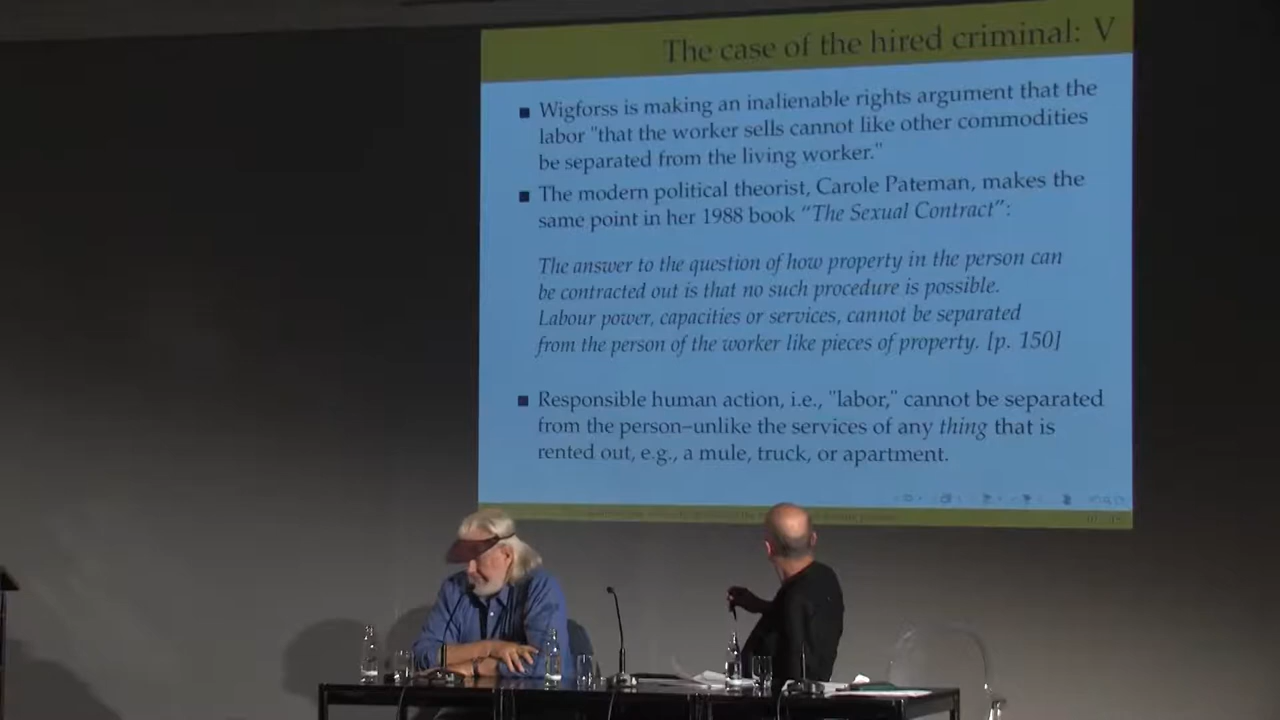 The case of the hired criminal: V
■ Wigforss is making an inalienable rights argument that the
labor "that the worker sells cannot like other commodities
be separated from the living worker."
■ The modern political theorist, Carole Pateman, makes the
same point in her 1988 book “The Sexual Contract”:
The answer to the question of how property in the person can
be contracted out is that no such procedure is possible.
Labour power, capacities or services, cannot be separated
from the person of the worker like pieces of property. [p. 150]
■ Responsible human action, i.e., "labor," cannot be separated
from the person–unlike the services of any thing that is
rented out, e.g., a mule, truck, or apartment.